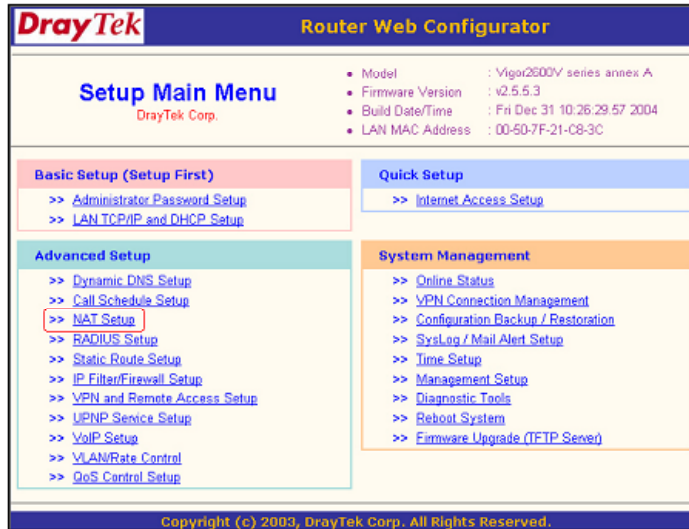 DrayTek
Router Web Configurator
Setup Main Menu
DrayTek Corp.
Model : Vigor2600V series annex A
Firmware Version : v2.5.5.3
Build Date/Time : Fri Dec 31 10:26:29.57 2004
LAN MAC Address : 00-50-7F-21-C8-3C
Basic Setup (Setup First)
>> Administrator Password Setup
>> LAN TCP/IP and DHCP Setup
Quick Setup
>> Internet Access Setup
Advanced Setup
>> Dynamic DNS Setup
>> Call Schedule Setup
>> NAT Setup
>> RADIUS Setup
>> Static Route Setup
>> IP Filter/Firewall Setup
>> VPN and Remote Access Setup
>> UPNP Service Setup
>> VoIP Setup
>> VLAN/Rate Control
>> QoS Control Setup
System Management
>> Online Status
>> VPN Connection Management
>> Configuration Backup / Restoration
>> SysLog / Mail Alert Setup
>> Time Setup
>> Management Setup
>> Diagnostic Tools
>> Reboot System
>> Firmware Upgrade (TFTP Server)
Copyright (c) 2003, DrayTek Corp. All Rights Reserved.